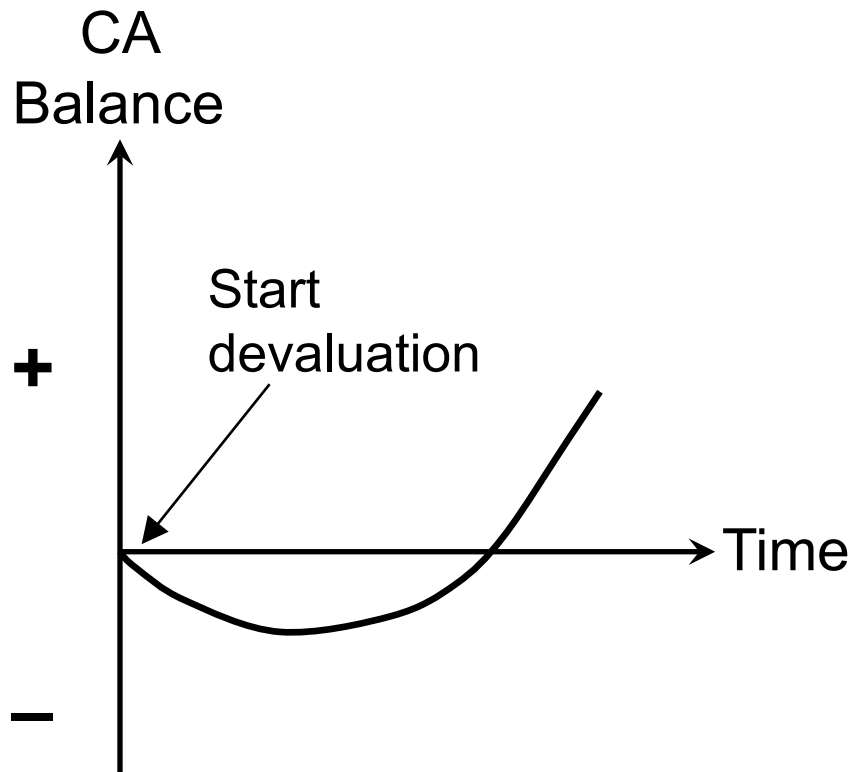 CA
Balance
Start
devaluation
+
Time
–